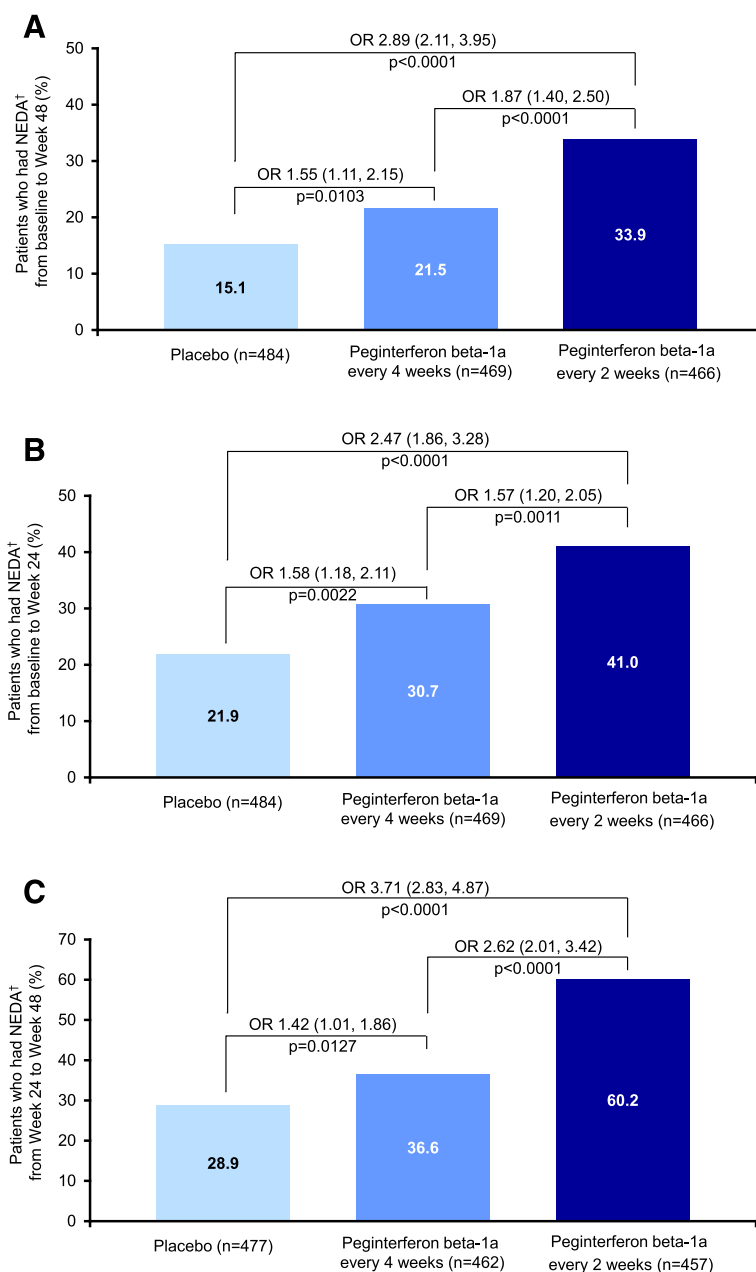 A
Patients who had NEDA†
from baseline to Week 48 (%)
50
40
30
20
10
0
OR 2.89 (2.11, 3.95)
p<0.0001
OR 1.87 (1.40, 2.50)
p<0.0001
OR 1.55 (1.11, 2.15)
p=0.0103
15.1
21.5
33.9
Placebo (n=484)
Peginterferon beta-1a
every 4 weeks (n=469)
Peginterferon beta-1a
every 2 weeks (n=466)
B
Patients who had NEDA†
from baseline to Week 24 (%)
50
40
30
20
10
0
OR 2.47 (1.86, 3.28)
p<0.0001
OR 1.57 (1.20, 2.05)
p=0.0011
OR 1.58 (1.18, 2.11)
p=0.0022
21.9
30.7
41.0
Placebo (n=484)
Peginterferon beta-1a
every 4 weeks (n=469)
Peginterferon beta-1a
every 2 weeks (n=466)
C
Patients who had NEDA†
from Week 24 to Week 48 (%)
70
60
50
40
30
20
10
0
OR 3.71 (2.83, 4.87)
p<0.0001
OR 2.62 (2.01, 3.42)
p<0.0001
OR 1.42 (1.01, 1.86)
p=0.0127
28.9
36.6
60.2
Placebo (n=477)
Peginterferon beta-1a
every 4 weeks (n=462)
Peginterferon beta-1a
every 2 weeks (n=457)